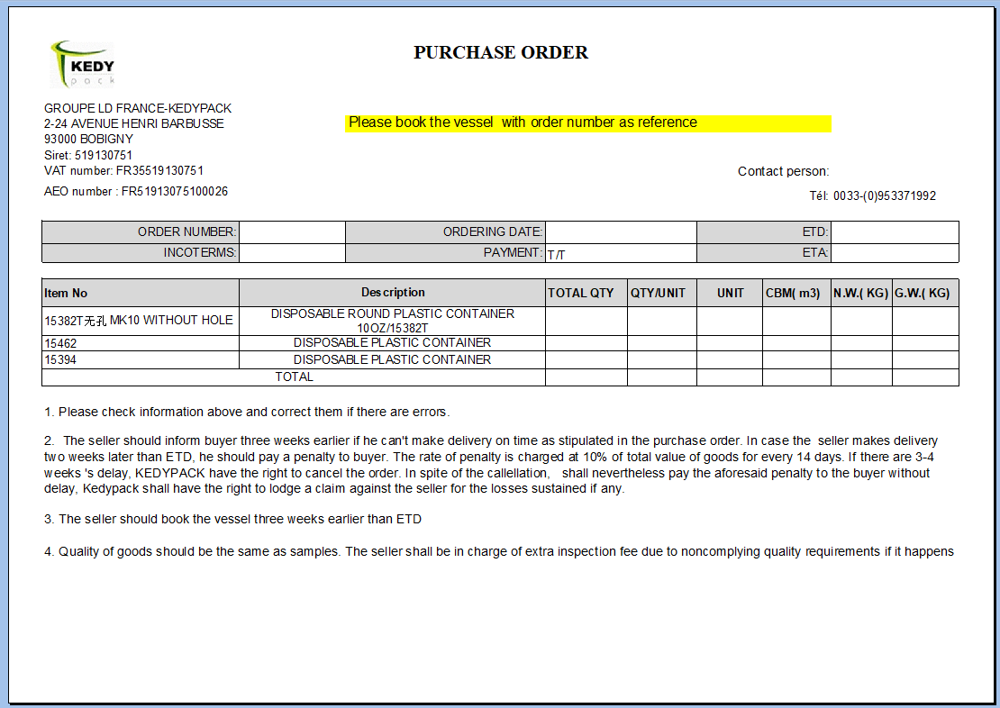 KEDY
pack
PURCHASE ORDER
GROUPE LD FRANCE-KEDYPACK
2-24 AVENUE HENRI BARBUSSE
93000 BOBIGNY
Siret: 519130751
VAT number: FR35519130751
AEO number : FR51913075100026
Please book the vessel  with order number as reference
Contact person:
Tél: 0033-(0)953371992
ORDER NUMBER: ORDERING DATE: ETD:
INCOTERMS: PAYMENT: T/T ETA:
Item No Description TOTAL QTY QTY/UNIT UNIT CBM( m3) N.W.( KG) G.W.( KG)
15382T无孔 MK10 WITHOUT HOLE DISPOSABLE ROUND PLASTIC CONTAINER
10OZ/15382T
15462 DISPOSABLE PLASTIC CONTAINER
15394 DISPOSABLE PLASTIC CONTAINER
TOTAL
1. Please check information above and correct them if there are errors.
2.  The seller should inform buyer three weeks earlier if he can't make delivery on time as stipulated in the purchase order. In case the  seller makes delivery
two weeks later than ETD, he should pay a penalty to buyer. The rate of penalty is charged at 10% of total value of goods for every 14 days. If there are 3-4
weeks 's delay, KEDYPACK have the right to cancel the order. In spite of the callellation,   shall nevertheless pay the aforesaid penalty to the buyer without
delay, Kedypack shall have the right to lodge a claim against the seller for the losses sustained if any.
3. The seller should book the vessel three weeks earlier than ETD
4. Quality of goods should be the same as samples. The seller shall be in charge of extra inspection fee due to noncomplying quality requirements if it happens